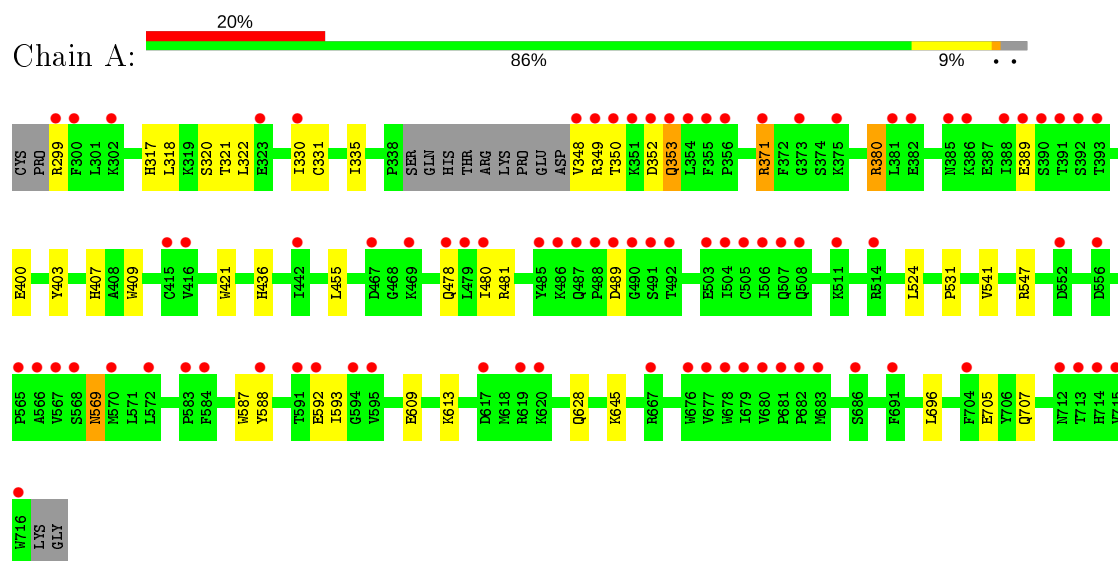 20%
Chain A:
86% 9% • •
CYS PRO R299 F300 L301 K302 H317 L318 K319 S320 T321 L322 E323 I330 C331 I335 P338 SER GLN HIS THR ARG LYS PRO GLU ASP V348 R349 T350 K351 D352 Q353 L354 F355 P356 R371 F372 G373 S374 K375 R380 L381 E382 N385 K386 E387 I388 E389 S390 T391 S392 T393
E400 Y403 H407 A408 W409 C415 V416 W421 H436 I442 L455 D467 G468 K469 Q478 L479 I480 R481 Y485 K486 Q487 P488 D489 G490 S491 T492 E503 I504 C505 I506 Q507 Q508 K511 R514 L524 P531 V541 R547 D552 D556
P565 A566 V567 S568 N569 M570 L571 L572 P583 F584 W587 Y588 T591 E592 I593 G594 V595 E609 K613 D617 M618 R619 K620 Q628 K645 R667 W676 V677 W678 I679 V680 P681 P682 M683 S686 F691 L696 F704 E705 Y706 Q707 N712 T713 H714 V715
W716 LYS GLY